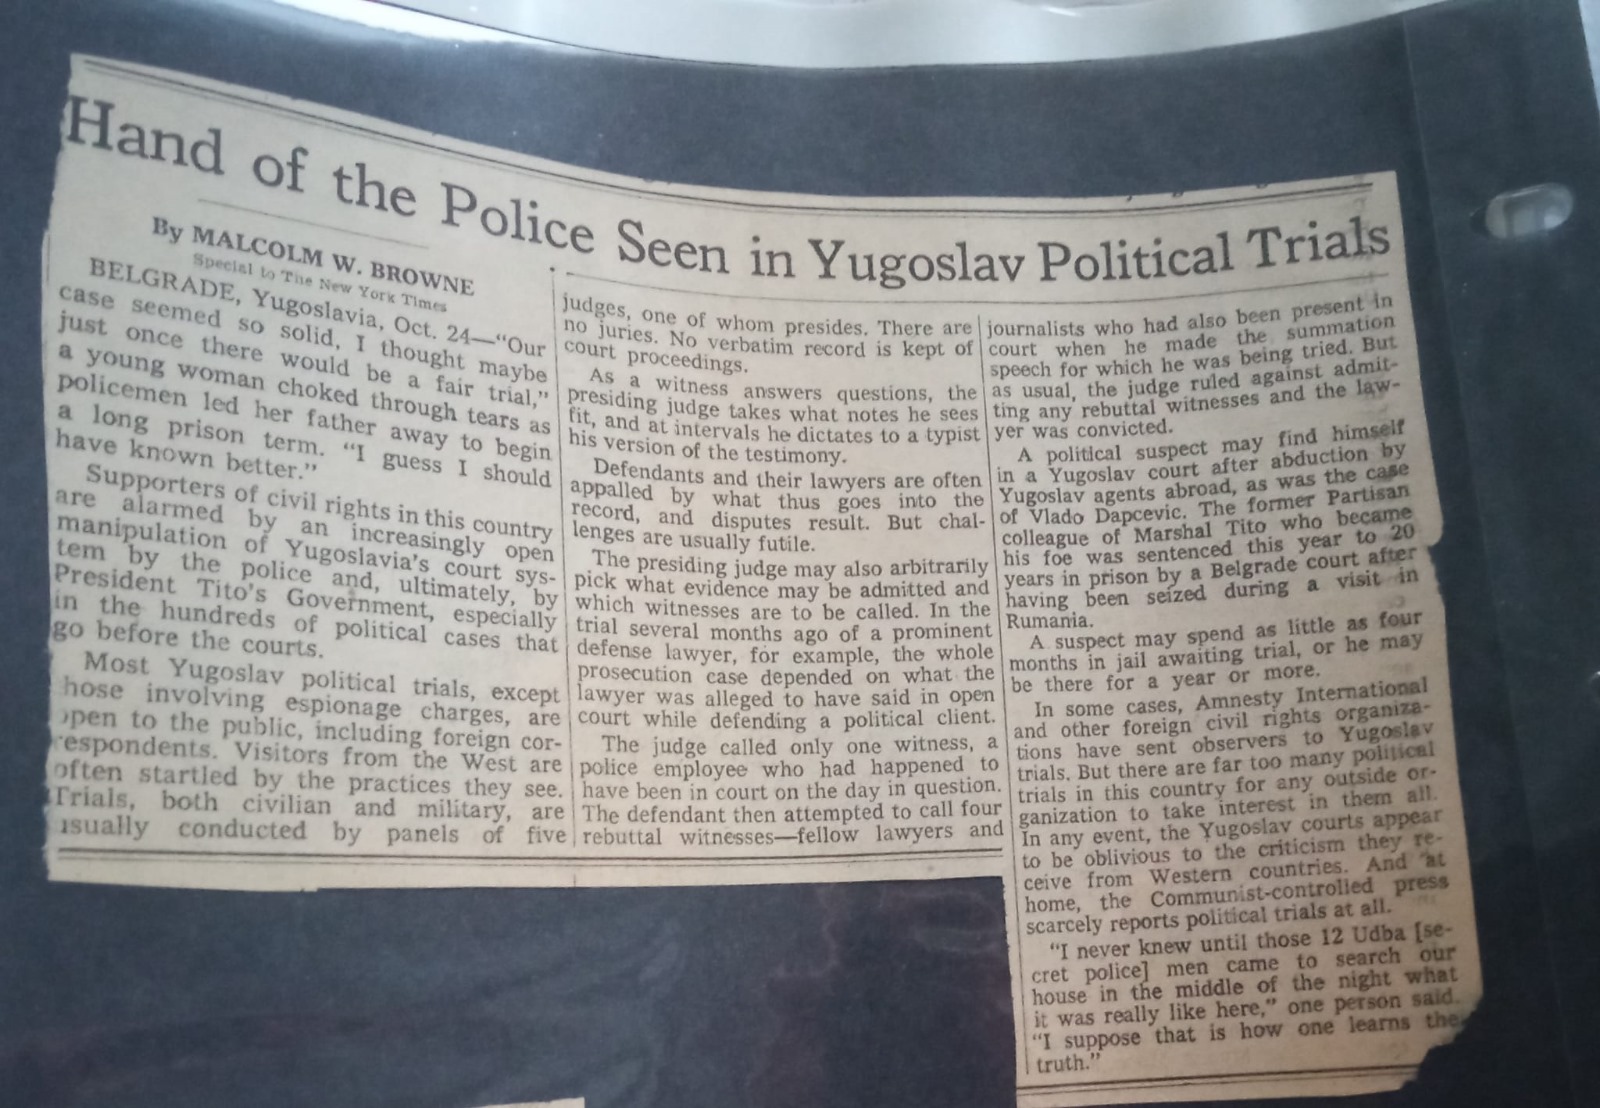 Hand of the Police Seen in Yugoslav Political Trials
By MALCOLM W. BROWNE
Special to The New York Times
BELGRADE, Yugoslavia, Oct. 24—“Our
case seemed so solid, I thought maybe
just once there would be a fair trial,”
a young woman choked through tears as
policemen led her father away to begin
a long prison term. “I guess I should
have known better.”
Supporters of civil rights in this country
are alarmed by an increasingly open
manipulation of Yugoslavia's court sys-
tem by the police and, ultimately, by
President Tito's Government, especially
in the hundreds of political cases that
go before the courts.
Most Yugoslav political trials, except
hose involving espionage charges, are
open to the public, including foreign cor-
respondents. Visitors from the West are
often startled by the practices they see.
Trials, both civilian and military, are
usually conducted by panels of five
judges, one of whom presides. There are
no juries. No verbatim record is kept of
court proceedings.
As a witness answers questions, the
presiding judge takes what notes he sees
fit, and at intervals he dictates to a typist
his version of the testimony.
Defendants and their lawyers are often
appalled by what thus goes into the
record, and disputes result. But chal-
lenges are usually futile.
The presiding judge may also arbitrarily
pick what evidence may be admitted and
which witnesses are to be called. In the
trial several months ago of a prominent
defense lawyer, for example, the whole
prosecution case depended on what the
lawyer was alleged to have said in open
court while defending a political client.
The judge called only one witness, a
police employee who had happened to
have been in court on the day in question.
The defendant then attempted to call four
rebuttal witnesses—fellow lawyers and
journalists who had also been present in
court when he made the summation
speech for which he was being tried. But
as usual, the judge ruled against admit-
ting any rebuttal witnesses and the law-
yer was convicted.
A political suspect may find himself
in a Yugoslav court after abduction by
Yugoslav agents abroad, as was the case
of Vlado Dapcevic. The former Partisan
colleague of Marshal Tito who became
his foe was sentenced this year to 20
years in prison by a Belgrade court after
having been seized during a visit in
Rumania.
A suspect may spend as little as four
months in jail awaiting trial, or he may
be there for a year or more.
In some cases, Amnesty International
and other foreign civil rights organiza-
tions have sent observers to Yugoslav
trials. But there are far too many political
trials in this country for any outside or-
ganization to take interest in them all.
In any event, the Yugoslav courts appear
to be oblivious to the criticism they re-
ceive from Western countries. And at
home, the Communist-controlled press
scarcely reports political trials at all.
“I never knew until those 12 Udba [se-
cret police] men came to search our
house in the middle of the night what
it was really like here,” one person said.
“I suppose that is how one learns the
truth.”